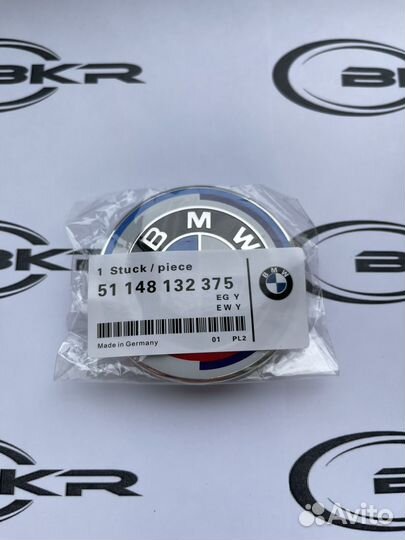 BKR
BKR
BMW
1 Stuck / piece
51 148 132 375
EG Y
EW Y
Made in Germany
01 PL2
BMW
BKR
BKR
Avito